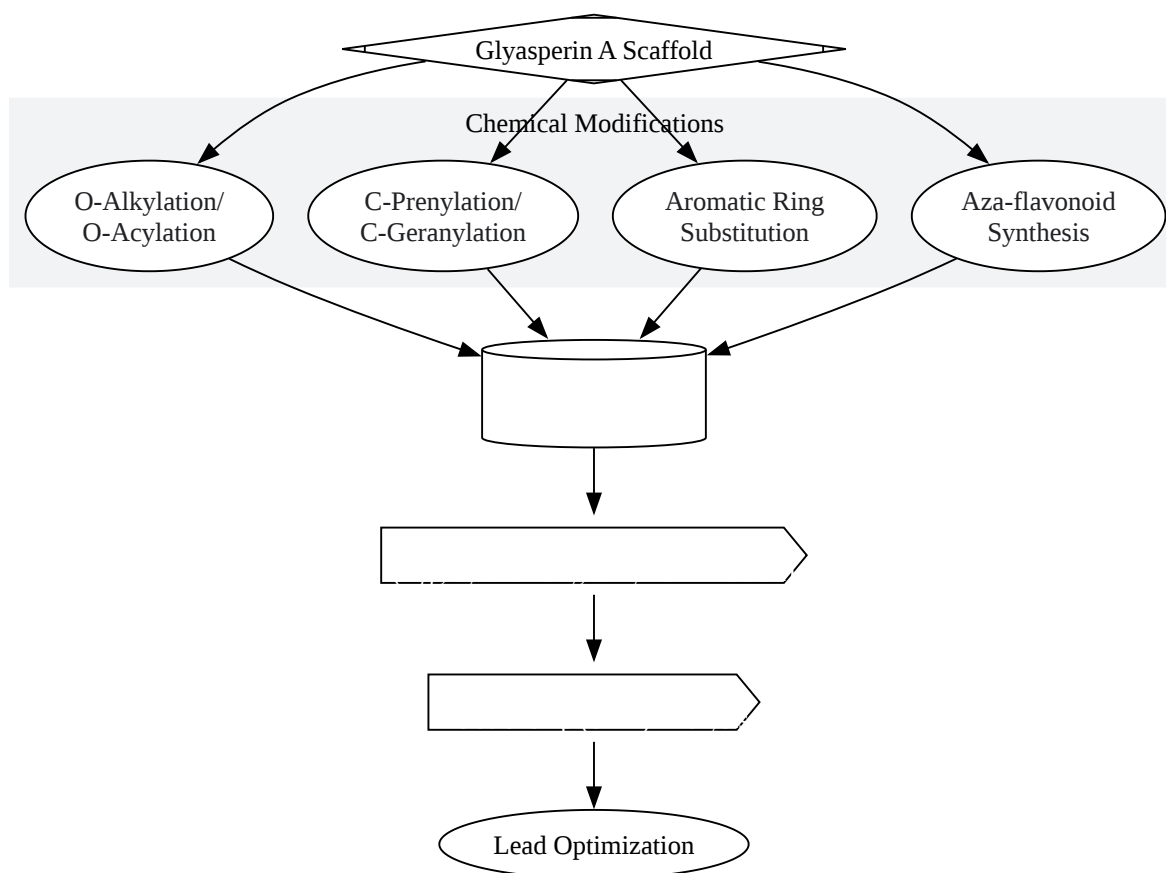 Glyasperin A Scaffold
Chemical Modifications
O-Alkylation/
O-Acylation
C-Prenylation/
C-Geranylation
Aromatic Ring
Substitution
Aza-flavonoid
Synthesis
Lead Optimization